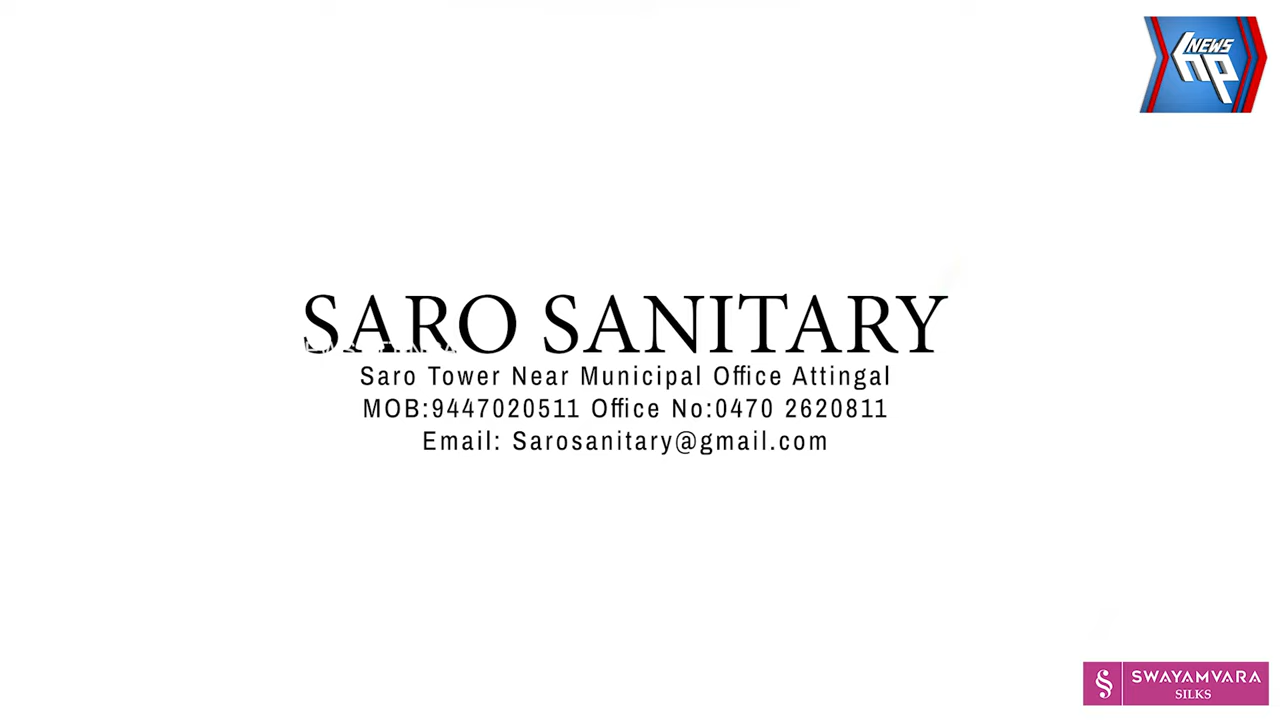 NEWS
hp
SARO SANITARY
Saro Tower Near Municipal Office Attingal
MOB:9447020511 Office No:0470 2620811
Email: Sarosanitary@gmail.com
SWAYAMVARA
SILKS